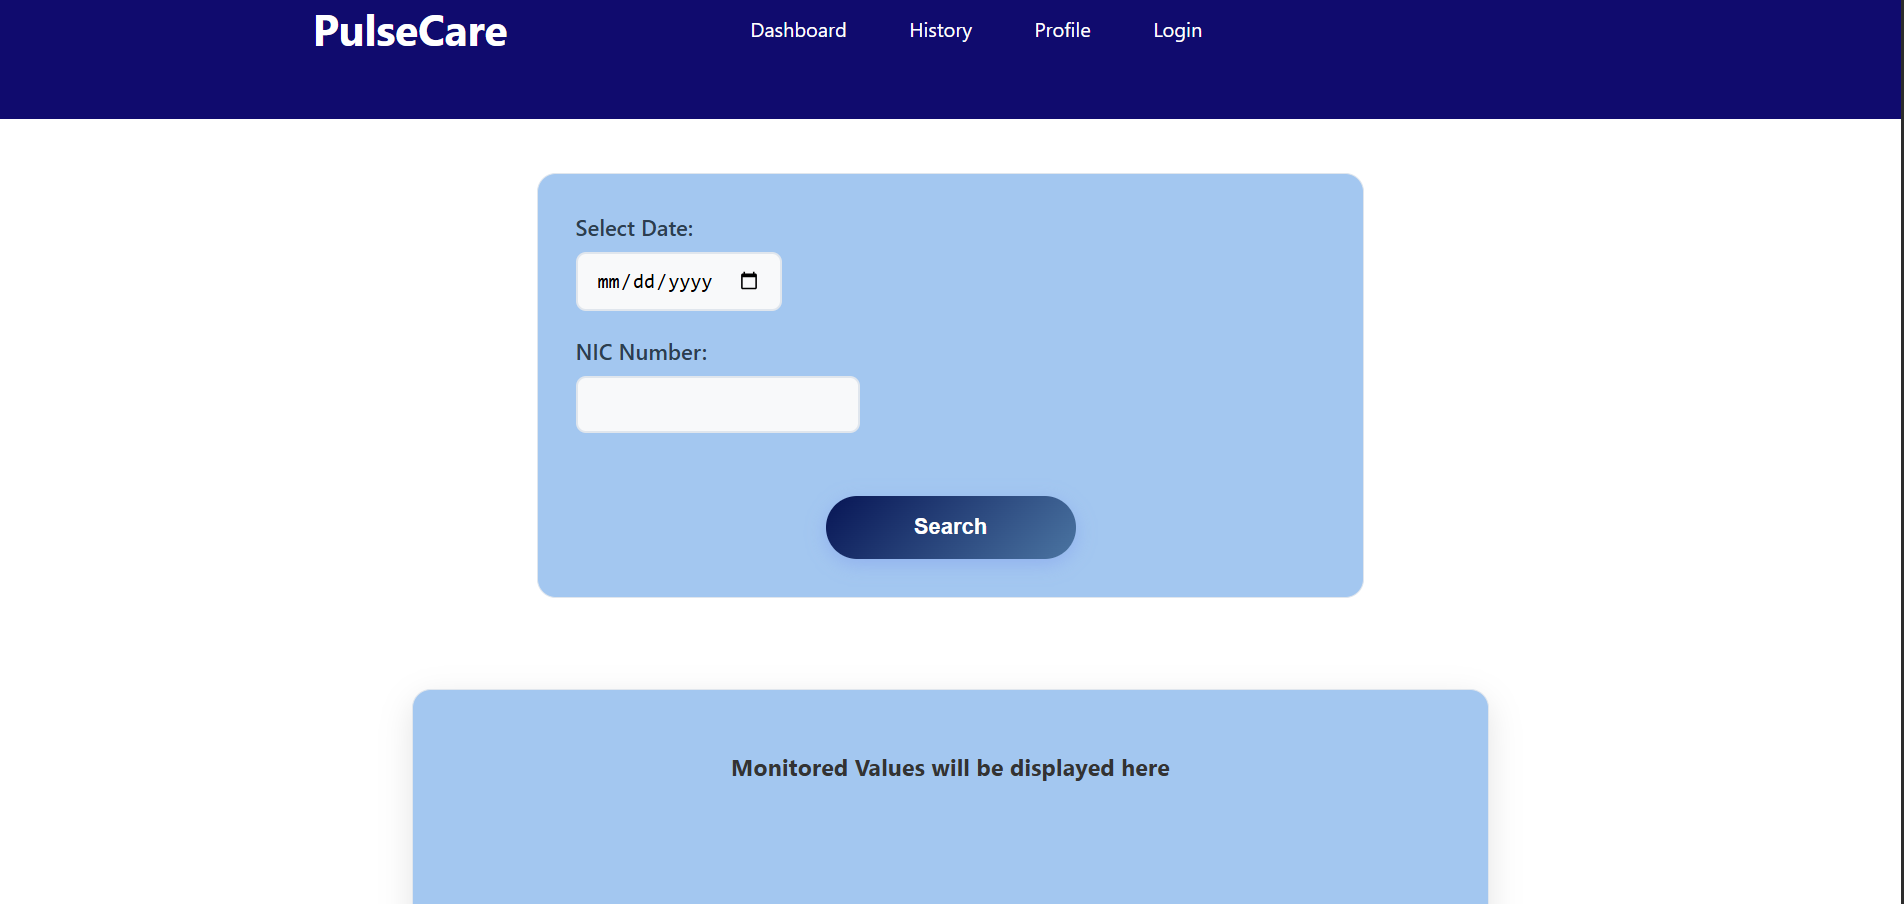 PulseCare Dashboard History Profile Login
Select Date:
mm/dd/yyyy
NIC Number:
Search
Monitored Values will be displayed here